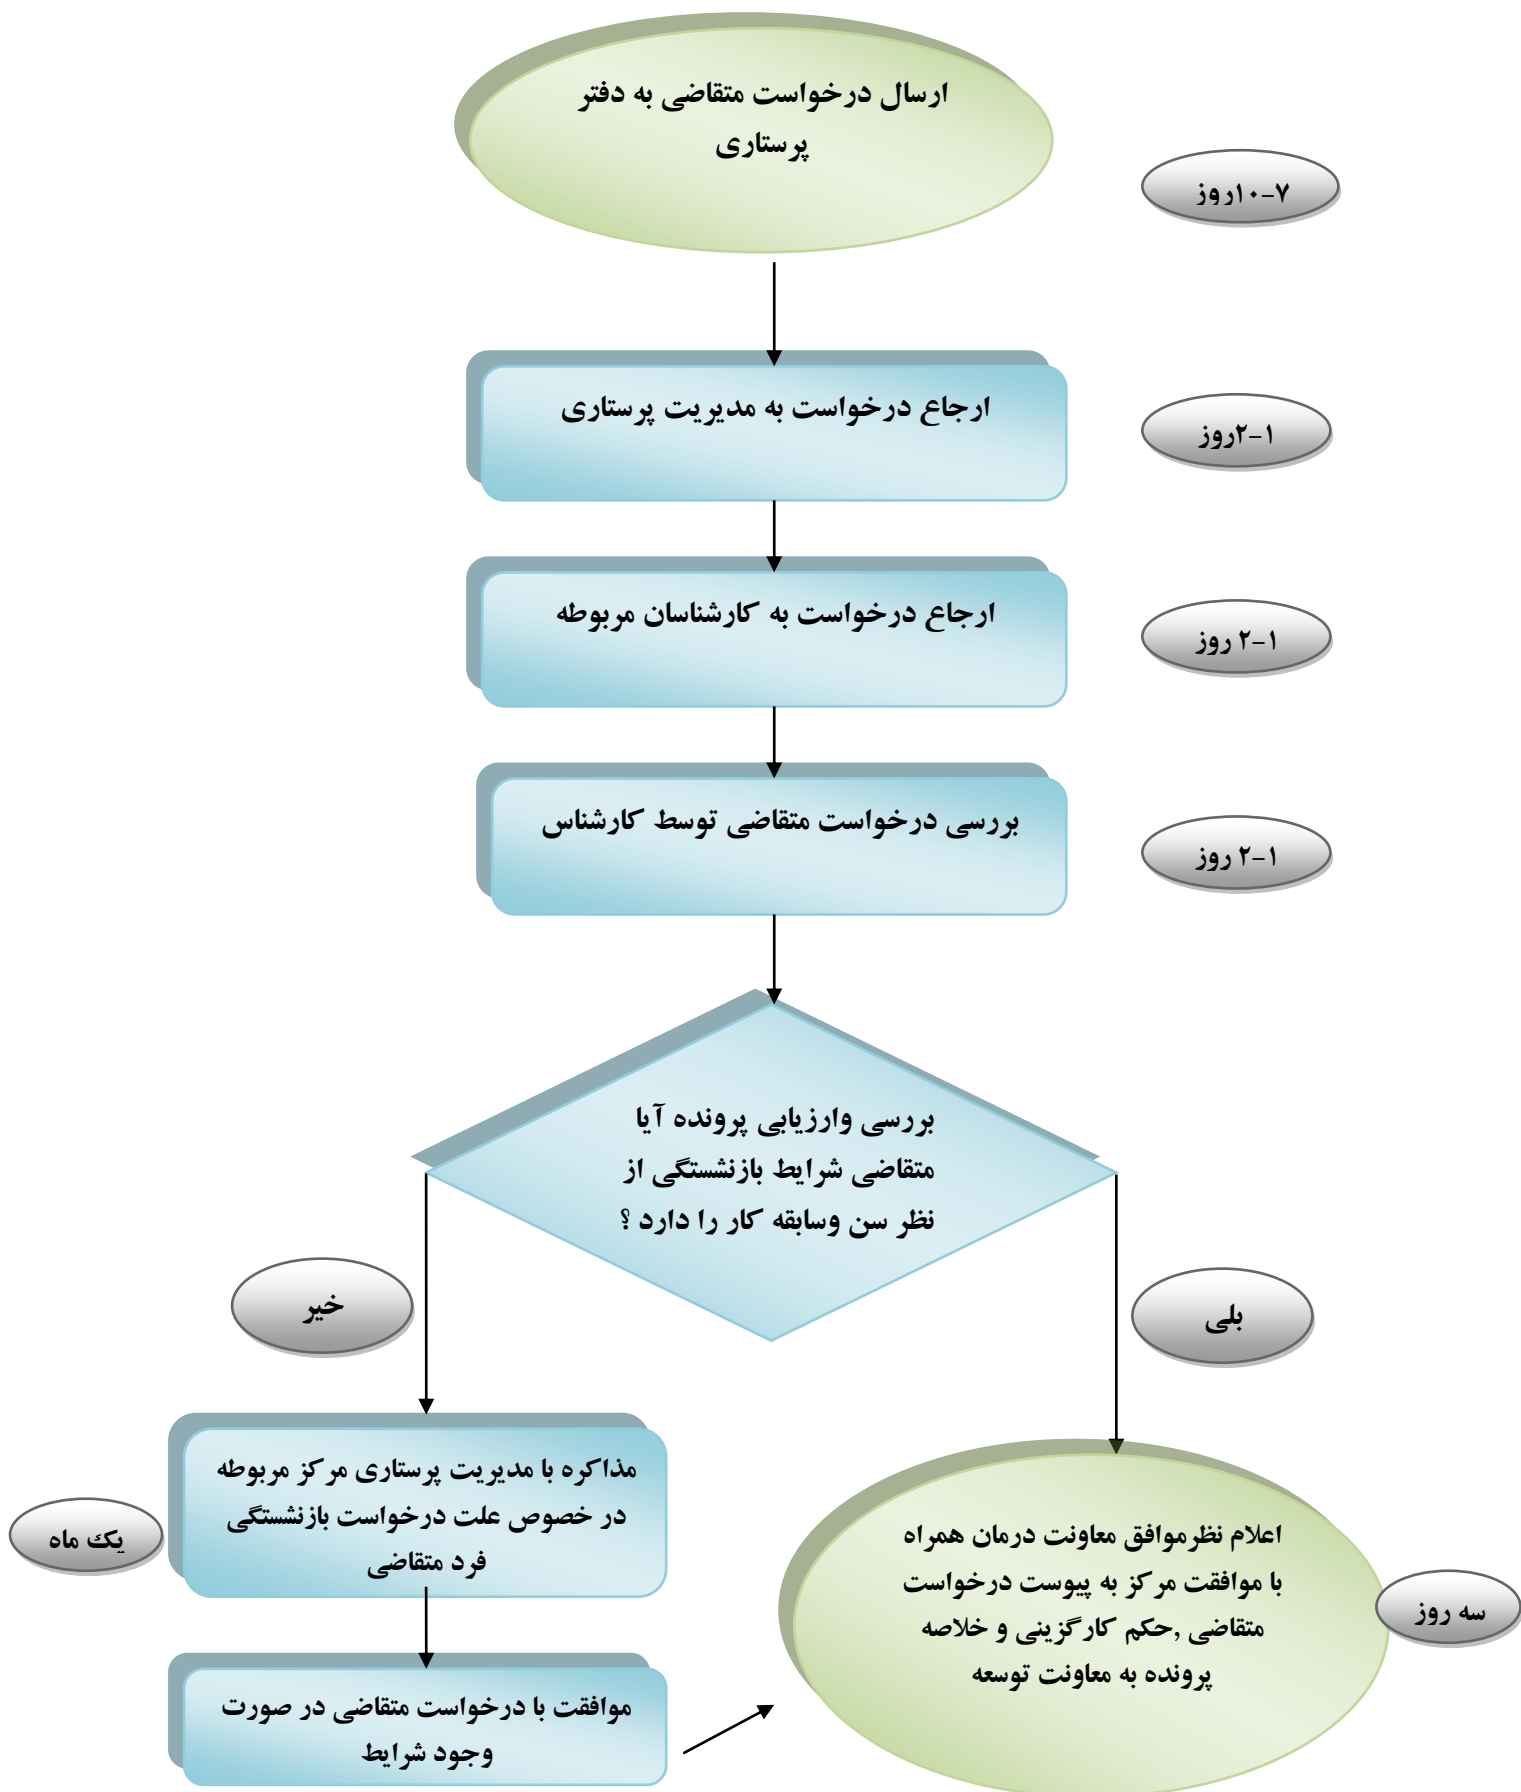 ارسال درخواست متقاضی به دفتر
پرستاری
۷-۱۰روز
ارجاع درخواست به مدیریت پرستاری
۱-۲روز
ارجاع درخواست به کارشناسان مربوطه
۱-۲ روز
بررسی درخواست متقاضی توسط کارشناس
۱-۲ روز
بررسی وارزیابی پرونده آیا
متقاضی شرایط بازنشستگی از
نظر سن وسابقه کار را دارد ؟
بلی
خیر
مذاکره با مدیریت پرستاری مرکز مربوطه
در خصوص علت درخواست بازنشستگی
فرد متقاضی
یک ماه
موافقت با درخواست متقاضی در صورت
وجود شرایط
اعلام نظرموافق معاونت درمان همراه
با موافقت مرکز به پیوست درخواست
متقاضی ,حکم کارگزینی و خلاصه
پرونده به معاونت توسعه
سه روز